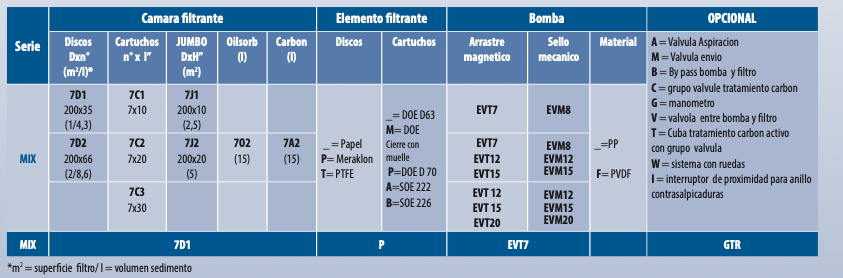 Serie
Camara filtrante
Elemento filtrante
Bomba
OPCIONAL
Discos
Dxn°
(m²/l)*
Cartuchos
n° x l”
JUMBO
DxH”
(m²)
Oilsorb
(l)
Carbon
(l)
Discos
Cartuchos
Arrastre
magnetico
Sello
mecanico
Material
MIX
7D1
200x35
(1/4,3)
7C1
7x10
7J1
200x10
(2,5)
7D2
200x66
(2/8,6)
7C2
7x20
7J2
200x20
(5)
7O2
(15)
7A2
(15)
7C3
7x30
_ = Papel
P= Meraklon
T= PTFE
_= DOE D63
M= DOE
Cierre con
muelle
P=DOE D 70
A=SOE 222
B=SOE 226
EVT7
EVM8
EVT7
EVT12
EVT15
EVM8
EVM12
EVM15
EVT 12
EVT 15
EVT20
EVM12
EVM15
EVM20
_=PP
F= PVDF
A = Valvula Aspiracion
M = Valvula envio
B = By pass bomba y filtro
C = grupo valvule tratamiento carbon
G = manometro
V = valvola entre bomba y filtro
T = Cuba tratamiento carbon activo
con grupo valvula
W = sistema con ruedas
I = interruptor de proximidad para anillo
contrasalpicaduras
MIX
7D1
P
EVT7
GTR
*m² = superficie filtro/ l = volumen sedimento